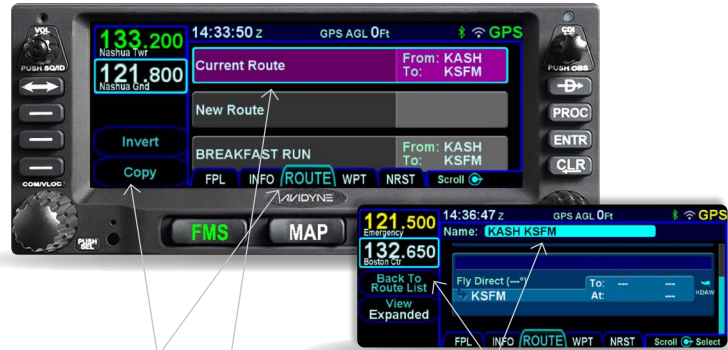 VOL
PUSH SQ/ID
COM/VLOC
PUSH
SEL
133.200
Nashua Twr
121.800
Nashua Gnd
Invert
Copy
14:33:50 Z GPS AGL 0Ft GPS
Current Route From: KASH
To: KSFM
New Route
BREAKFAST RUN From: KASH
To: KSFM
FPL INFO ROUTE WPT NRST Scroll
AVIDYNE
FMS MAP
CDI
PUSH OBS
D
PROC
ENTR
CLR
121.500
Emergency
132.650
Boston Ctr
Back To
Route List
View
Expanded
14:36:47 Z GPS AGL 0Ft GPS
Name: KASH KSFM
Fly Direct (—°) To: --- ---
KSFM At: --- KDAW
FPL INFO ROUTE WPT NRST Scroll Select